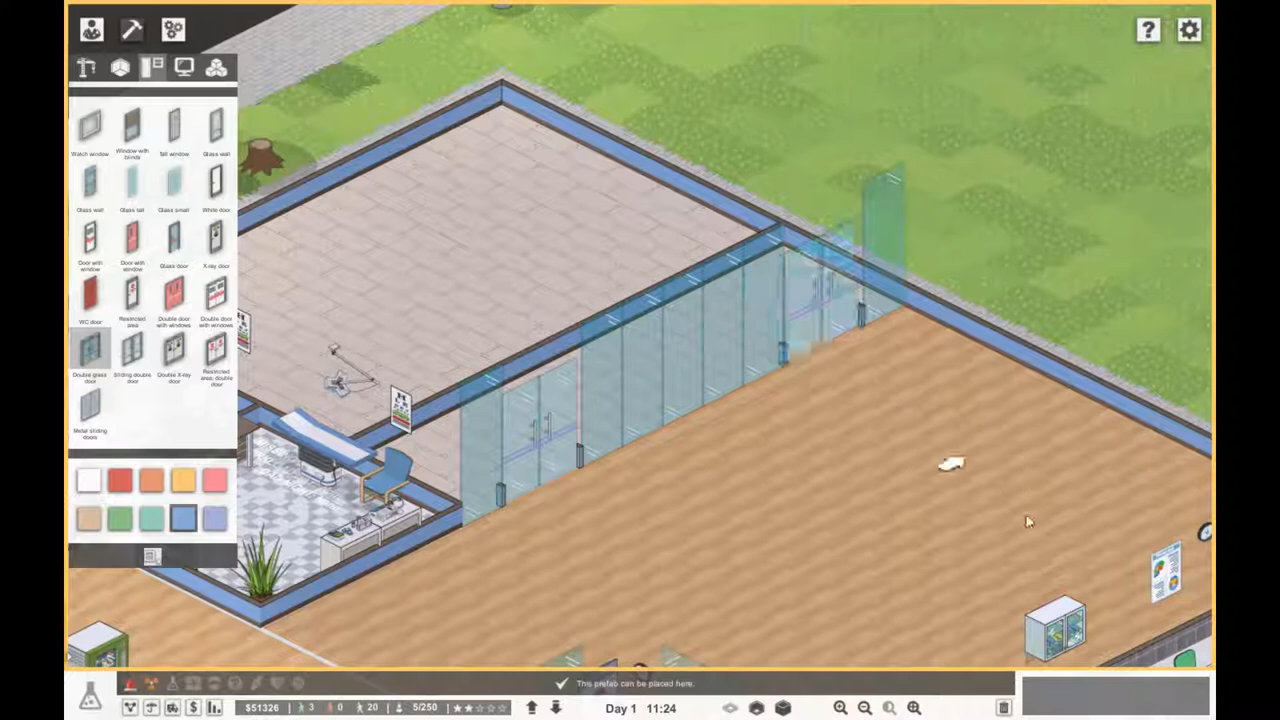 ?
Watch window
Window with blinds
Tall window
Glass wall
Glass wall
Glass tall
Glass small
White door
Door with window
Door with window
Glass door
X-ray door
WC door
Restricted area
Double door with windows
Double door with windows
Double glass door
Sliding double door
Double X-ray door
Restricted area, double door
Metal sliding doors
This prefab can be placed here.
$51326
3
0
20
5/250
Day 1 11:24